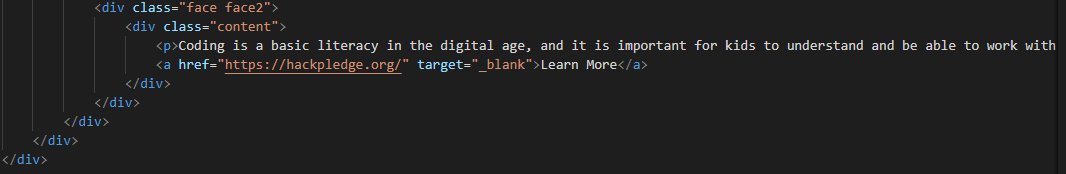 <div class="face face2">
<div class="content">
<p>Coding is a basic literacy in the digital age, and it is important for kids to understand and be able to work with
<a href="https://hackpledge.org/" target="_blank">Learn More</a>
</div>
</div>
</div>
</div>
</div>